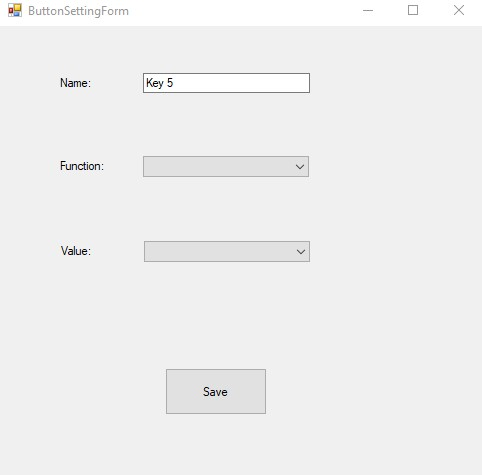 ButtonSettingForm
Name: Key 5
Function:
Value:
Save